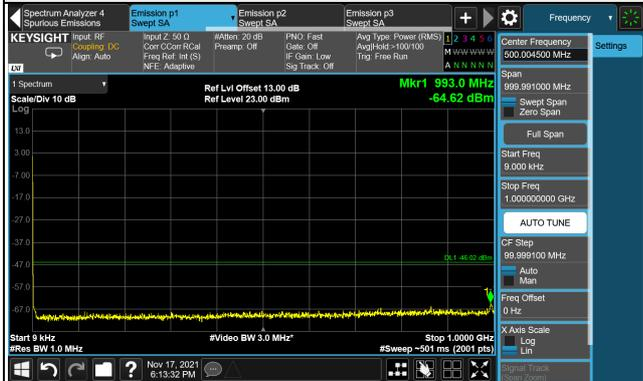 Spectrum Analyzer 4
Spurious Emissions
Emission p1
Swept SA
Emission p2
Swept SA
Emission p3
Swept SA
Frequency
KEYSIGHT
Input: RF
Coupling: DC
Align: Auto
Input Z: 50 Ω
Corr CCorr RCal
Freq Ref: Int (S)
NFE: Adaptive
#Atten: 20 dB
Preamp: Off
PNO: Fast
Gate: Off
IF Gain: Low
Sig Track: Off
Avg Type: Power (RMS)
Avg|Hold:>100/100
Trig: Free Run
1 2 3 4 5 6
M W W W W W
A N N N N N
LXI
1 Spectrum
Scale/Div 10 dB
Log
Ref Lvl Offset 13.00 dB
Ref Level 23.00 dBm
Mkr1 993.0 MHz
-64.62 dBm
13.0
3.00
-7.00
-17.0
-27.0
-37.0
-47.0
-57.0
-67.0
DL1 -46.02 dBm
1
Start 9 kHz
#Res BW 1.0 MHz
#Video BW 3.0 MHz*
Stop 1.0000 GHz
#Sweep ~501 ms (2001 pts)
Nov 17, 2021
6:13:32 PM
Center Frequency
500.004500 MHz
Settings
Span
999.991000 MHz
Swept Span
Zero Span
Full Span
Start Freq
9.000 kHz
Stop Freq
1.000000000 GHz
AUTO TUNE
CF Step
99.999100 MHz
Auto
Man
Freq Offset
0 Hz
X Axis Scale
Log
Lin
Signal Track
(Span Zoom)